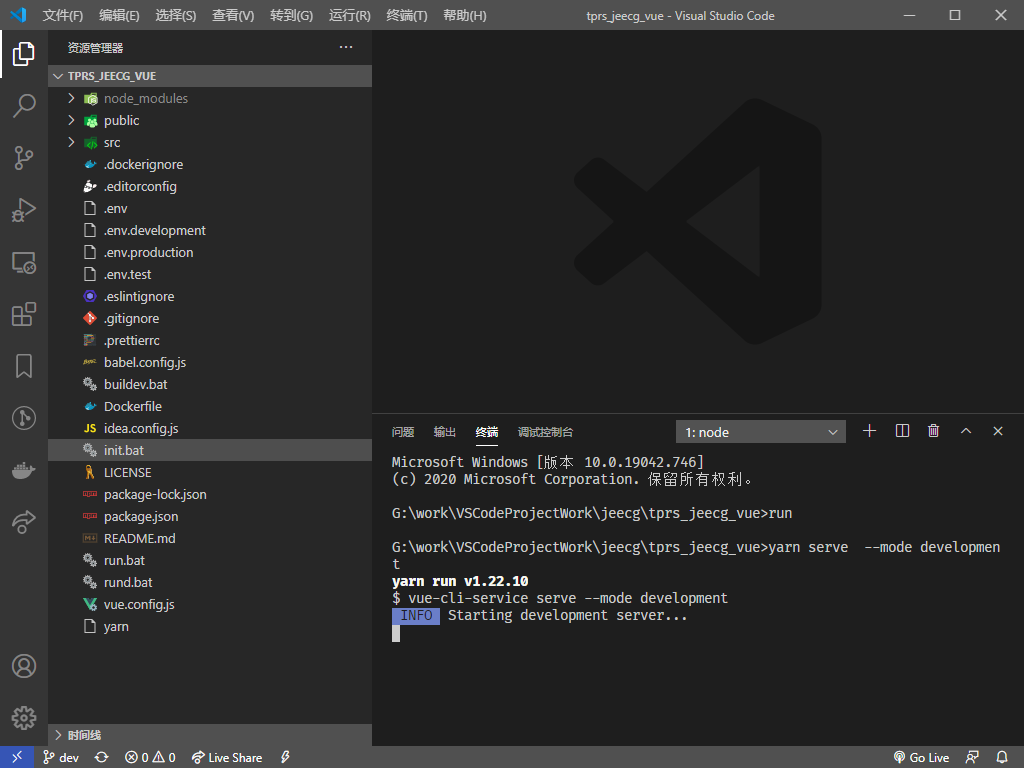 文件(F) 编辑(E) 选择(S) 查看(V) 转到(G) 运行(R) 终端(T) 帮助(H) tprs_jeecg_vue - Visual Studio Code
资源管理器
TPRS_JEECG_VUE
node_modules
public
src
.dockerignore
.editorconfig
.env
.env.development
.env.production
.env.test
.eslintignore
.gitignore
.prettierrc
babel.config.js
buildev.bat
Dockerfile
JS idea.config.js
init.bat
LICENSE
package-lock.json
package.json
README.md
run.bat
rund.bat
vue.config.js
yarn
时间线
问题 输出 终端 调试控制台 1: node
Microsoft Windows [版本 10.0.19042.746]
(c) 2020 Microsoft Corporation. 保留所有权利。
G:\work\VSCodeProjectWork\jeecg\tprs_jeecg_vue>run
G:\work\VSCodeProjectWork\jeecg\tprs_jeecg_vue>yarn serve  --mode developmen
t
yarn run v1.22.10
$ vue-cli-service serve --mode development
INFO Starting development server...
dev 0 0 Live Share Go Live